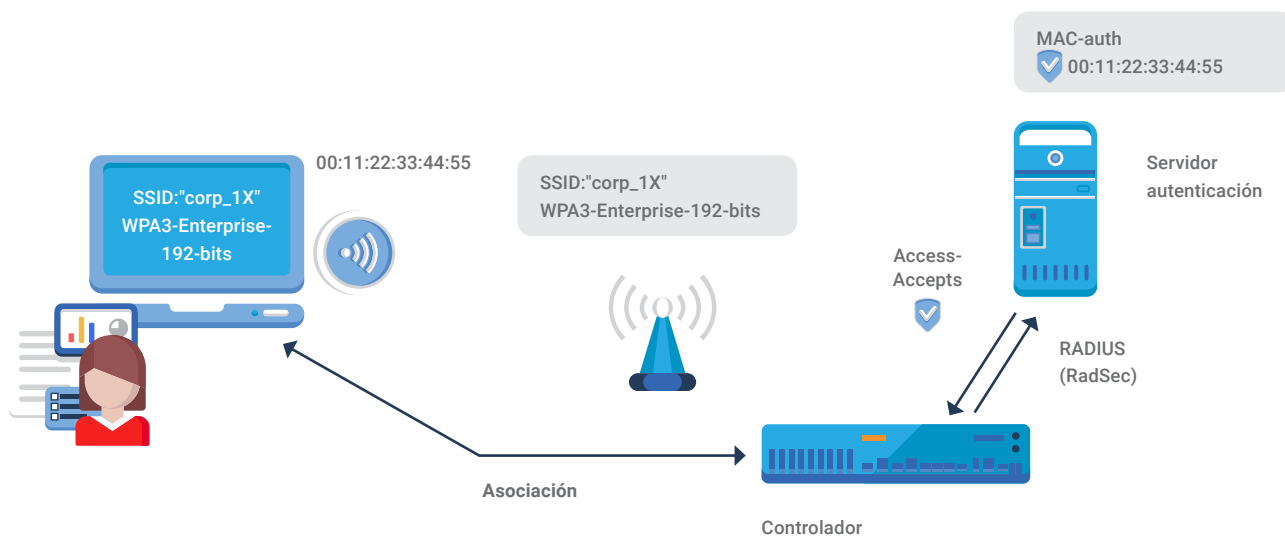 MAC-auth
00:11:22:33:44:55
00:11:22:33:44:55
SSID:"corp_1X"
WPA3-Enterprise-
192-bits
SSID:"corp_1X"
WPA3-Enterprise-192-bits
Servidor
autenticación
Access-
Accepts
RADIUS
(RadSec)
Asociación
Controlador